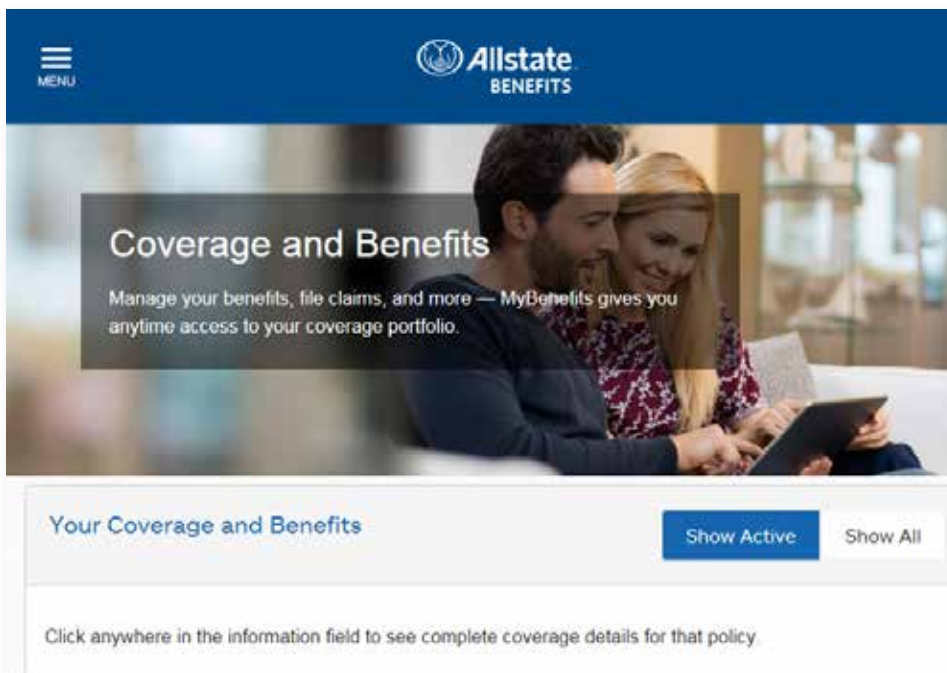 MENU
Allstate
BENEFITS
Coverage and Benefits
Manage your benefits, file claims, and more — MyBenefits gives you
anytime access to your coverage portfolio.
Your Coverage and Benefits
Show Active
Show All
Click anywhere in the information field to see complete coverage details for that policy.